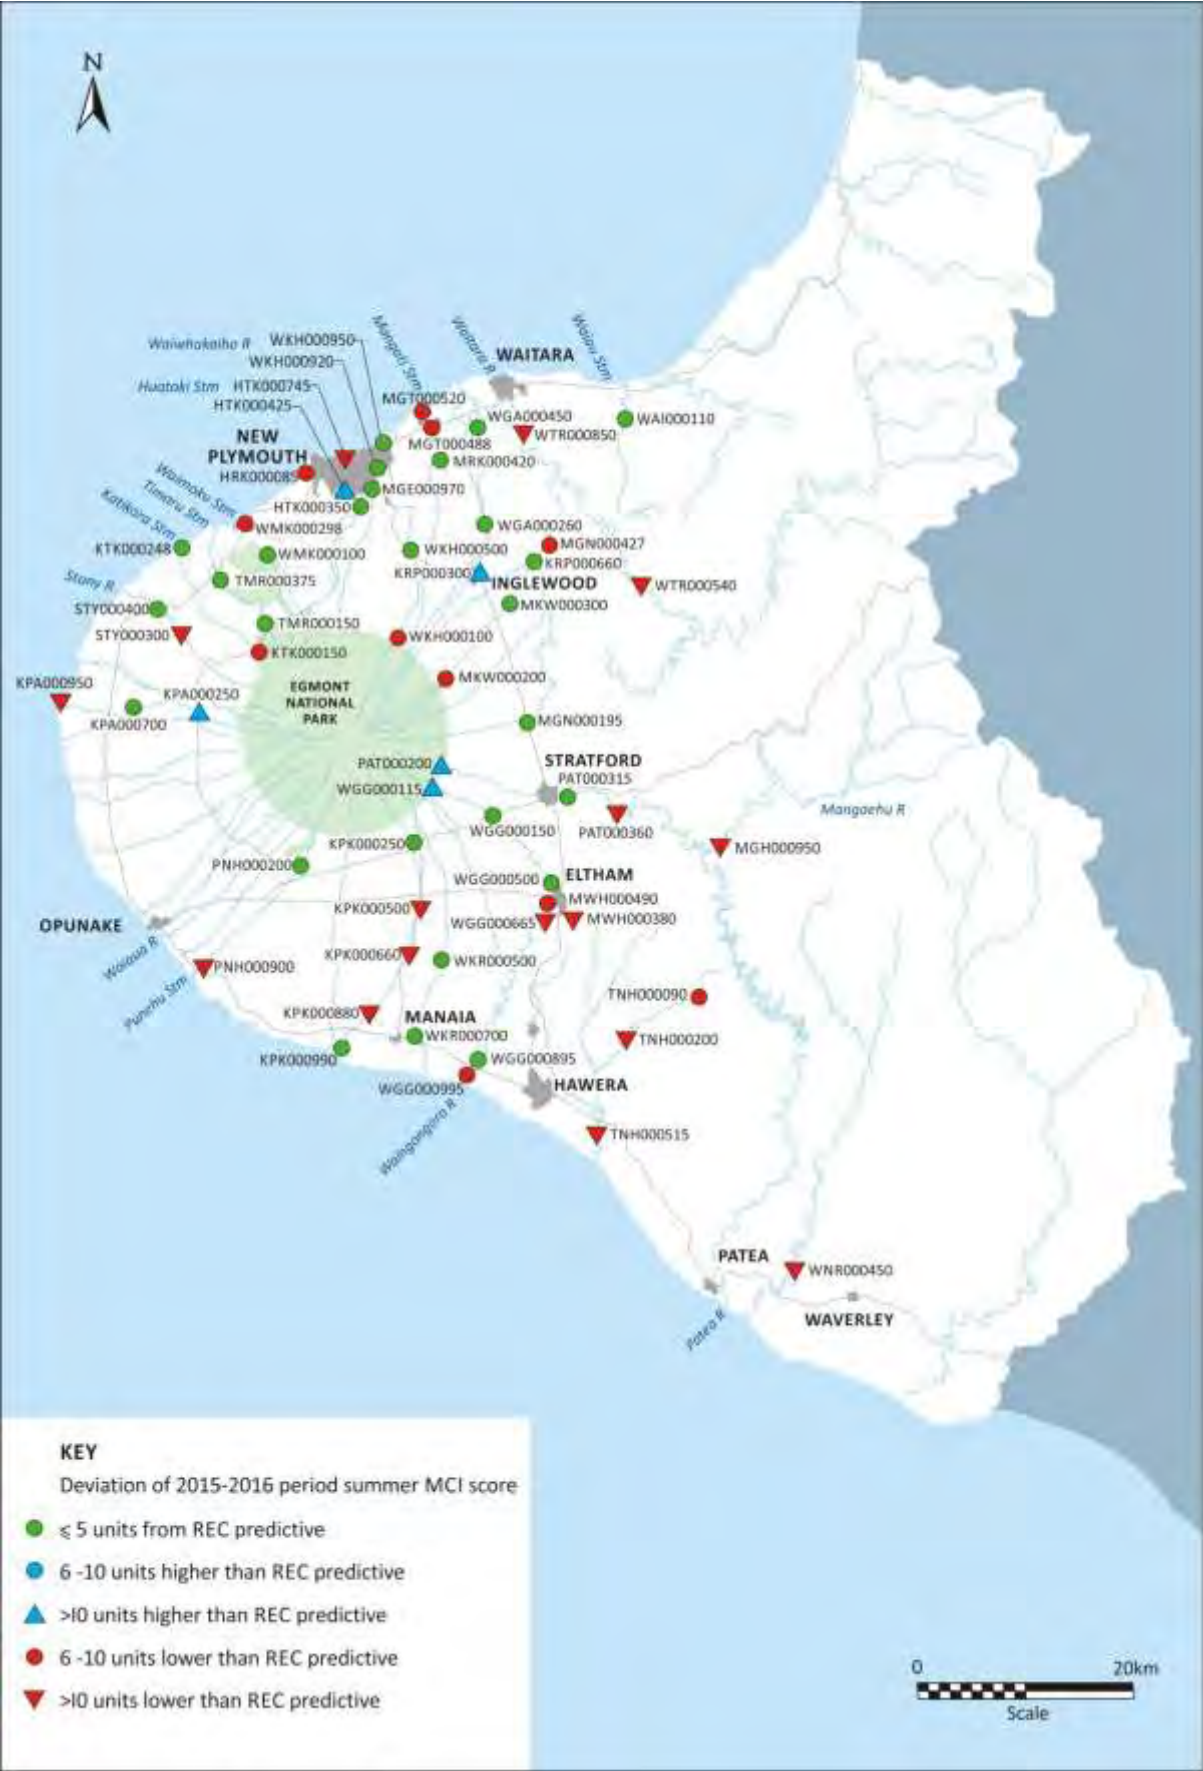 N
WKH000950
Waiwhakaiho R
WKH000920
Mangati Stm
Waitara R
Waiau Stm
WAITARA
Huatoki Stm
HTK000745
HTK000425
MGT000520
WGA000450
WAI000110
WTR000850
NEW
PLYMOUTH
MGT000488
MRK000420
HRK000085
MGE000970
Waimoku Stm
Timaru Stm
Katikara Stm
HTK000350
WMK000298
WGA000260
KTK000248
WMK000100
WKH000500
MGN000427
KRP000660
KRP000300
INGLEWOOD
WTR000540
Stony R
TMR000375
STY000400
MKW000300
TMR000150
STY000300
WKH000100
KTK000150
MKW000200
KPA000950
KPA000250
EGMONT
NATIONAL
PARK
KPA000700
MGN000195
PAT000200
STRATFORD
PAT000315
WGG000115
Mangaehu R
WGG000150
PAT000360
KPK000250
MGH000950
PNH000200
WGG000500
ELTHAM
MWH000490
KPK000500
WGG000665
MWH000380
OPUNAKE
Waiaua R
KPK000660
WKR000500
PNH000900
Punehu Stm
TNH000090
KPK000880
MANAIA
WKR000700
TNH000200
KPK000990
WGG000895
WGG000995
HAWERA
Waingongoro R
TNH000515
PATEA
WNR000450
WAVERLEY
Patea R
KEY
Deviation of 2015-2016 period summer MCI score
⩽ 5 units from REC predictive
6 -10 units higher than REC predictive
>I0 units higher than REC predictive
6 -10 units lower than REC predictive
>I0 units lower than REC predictive
0 20km
Scale